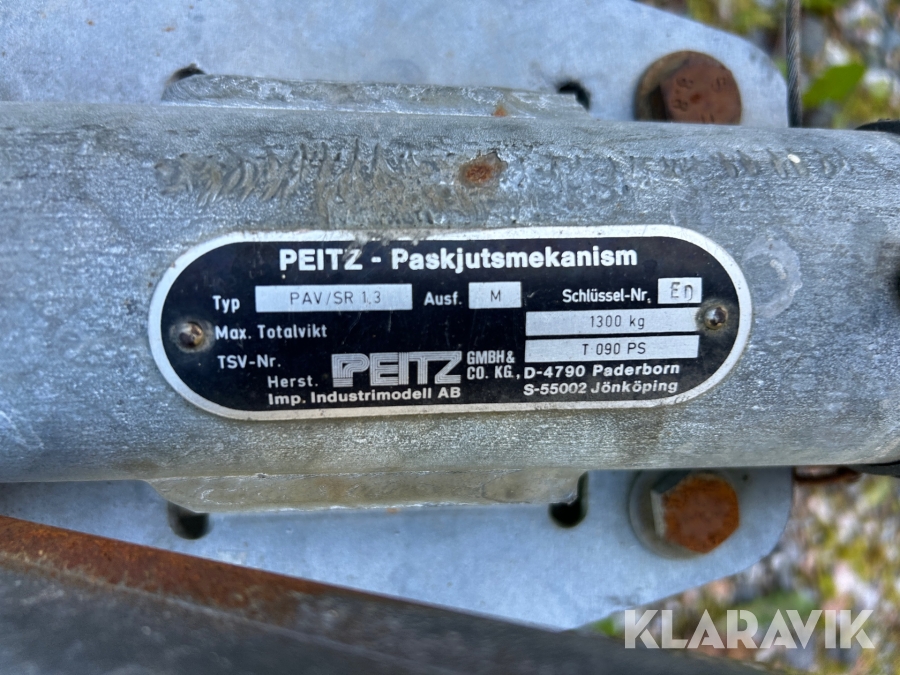 PEITZ - Paskjutsmekanism
Typ PAV/SR 1.3 Ausf. M Schlüssel-Nr. En
Max. Totalvikt 1300 kg
TSV-Nr. T 090 PS
Herst. PEITZ GMBH & CO. KG., D-4790 Paderborn
Imp. Industrimodell AB S-55002 Jönköping
KLARAVIK